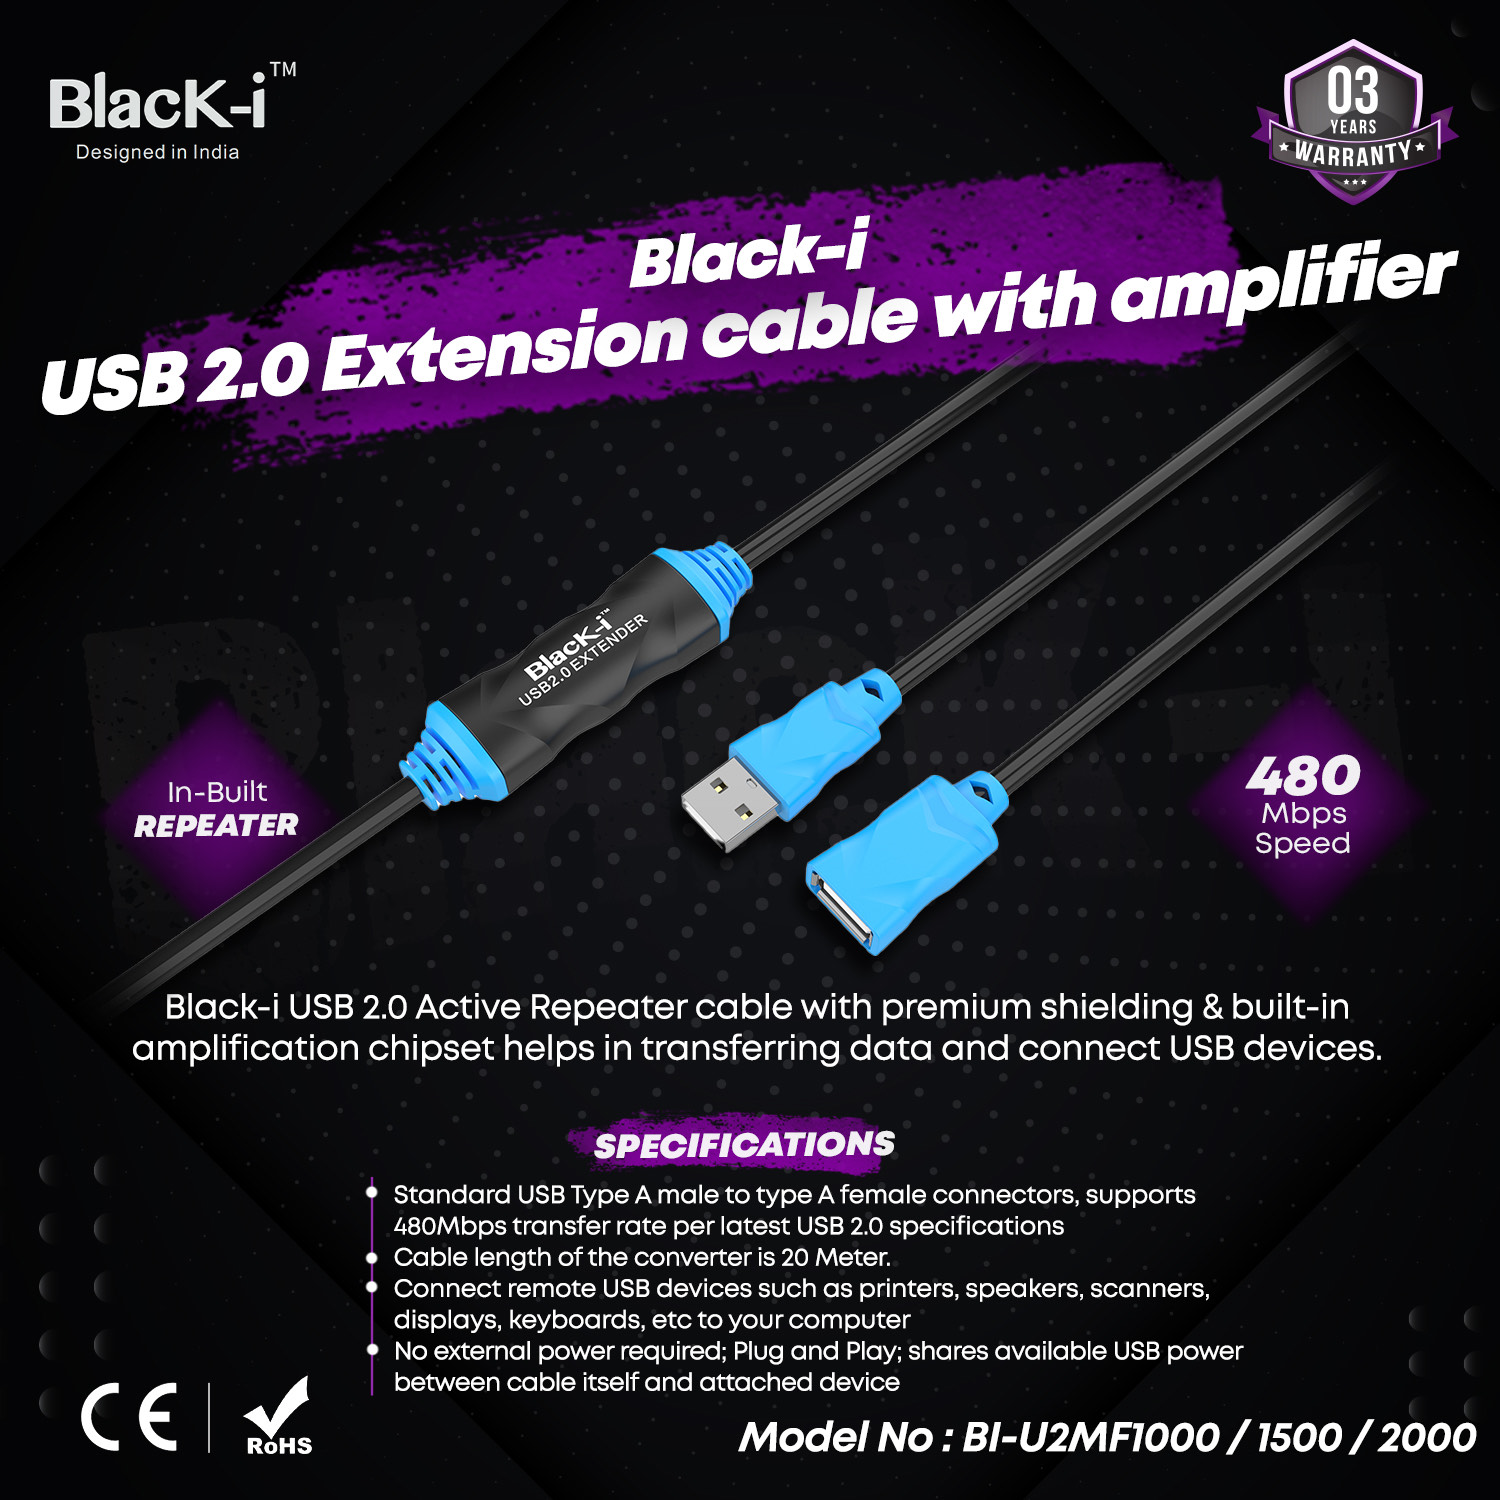 BlacK-i™
Designed in India
03
YEARS
WARRANTY
Black-i
USB 2.0 Extension cable with amplifier
BlacK-i™
USB2.0 EXTENDER
In-Built
REPEATER
480
Mbps
Speed
Black-i USB 2.0 Active Repeater cable with premium shielding & built-in
amplification chipset helps in transferring data and connect USB devices.
SPECIFICATIONS
Standard USB Type A male to type A female connectors, supports
480Mbps transfer rate per latest USB 2.0 specifications
Cable length of the converter is 20 Meter.
Connect remote USB devices such as printers, speakers, scanners,
displays, keyboards, etc to your computer
No external power required; Plug and Play; shares available USB power
between cable itself and attached device
CE
RoHS
Model No : BI-U2MF1000 / 1500 / 2000